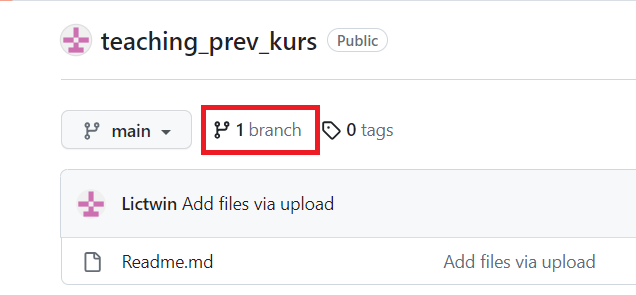 teaching_prev_kurs Public
main 1 branch 0 tags
Lictwin Add files via upload
Readme.md Add files via upload